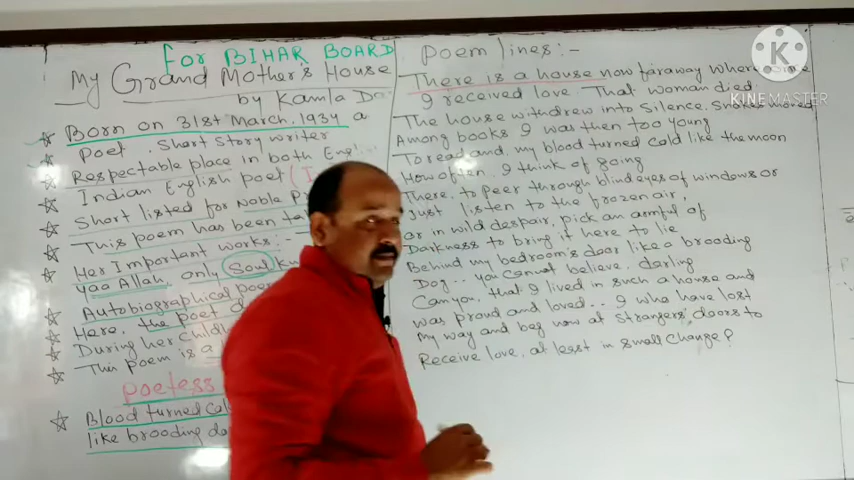 FOR BIHAR BOARD
My Grand Mother's House
by Kamla Da
Born on 31st March, 1934 a
Poet. Short story writer
Respectable place in both Engli
Indian English poet (I
Short listed for Noble P
This poem has been ta
Her Important works:-
yaa Allah, only Soul Kn
Autobiographical poe
Here, the poet d
During her childh
This poem is a
poetess
Blood turned col
like brooding do
Poem lines:-
There is a house now faraway where once
I received love. That woman died
The house withdrew into silence, snakes moved
Among books I was then too young
To read and, my blood turned cold like the moon
How often, I think of going
There, to peer through blind eyes of windows or
Just listen to the frozen air,
or in wild despair, pick an armful of
Darkness to bring it here to lie
Behind my bedroom's door like a brooding
Dog.. you cannot believe, darling
Can you, that I lived in such a house and
was proud and loved.. I who have lost
My way and beg now at strangers' doors to
Receive love, at least in small change?
KINEMASTER